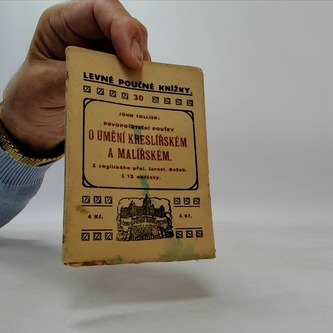 LEVNÉ POUČNÉ KNÍŽKY.
30
JOHN COLLIER:
PRVOPOČÁTEČNÍ POUČKY
O UMĚNÍ KRESLÍŘSKÉM
A MALÍŘSKÉM.
Z anglického přel. Jarosl. Božek.
S 12 obrázky.
4 Kč.
4 Kč.